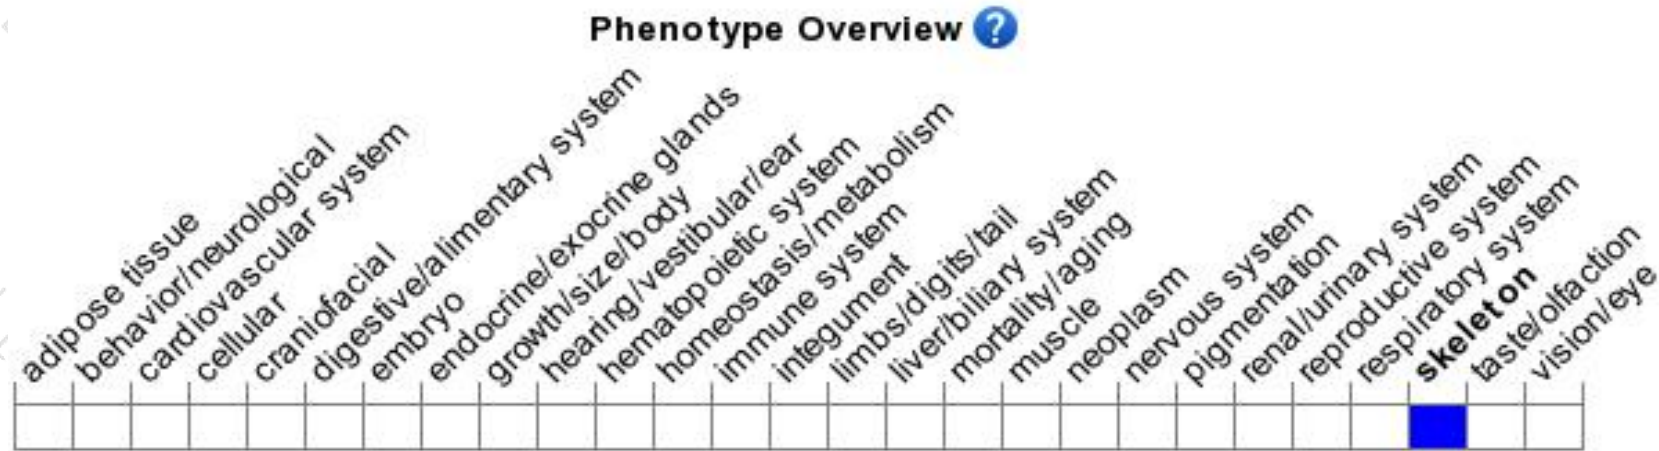 Phenotype Overview ?
adipose tissue
behavior/neurological
cardiovascular system
cellular
craniofacial
digestive/alimentary system
embryo
endocrine/exocrine glands
growth/size/body
hearing/vestibular/ear
hematopoietic system
homeostasis/metabolism
immune system
integument
limbs/digits/tail
liver/biliary system
mortality/aging
muscle
neoplasm
nervous system
pigmentation
renal/urinary system
reproductive system
respiratory system
skeleton
taste/olfaction
vision/eye